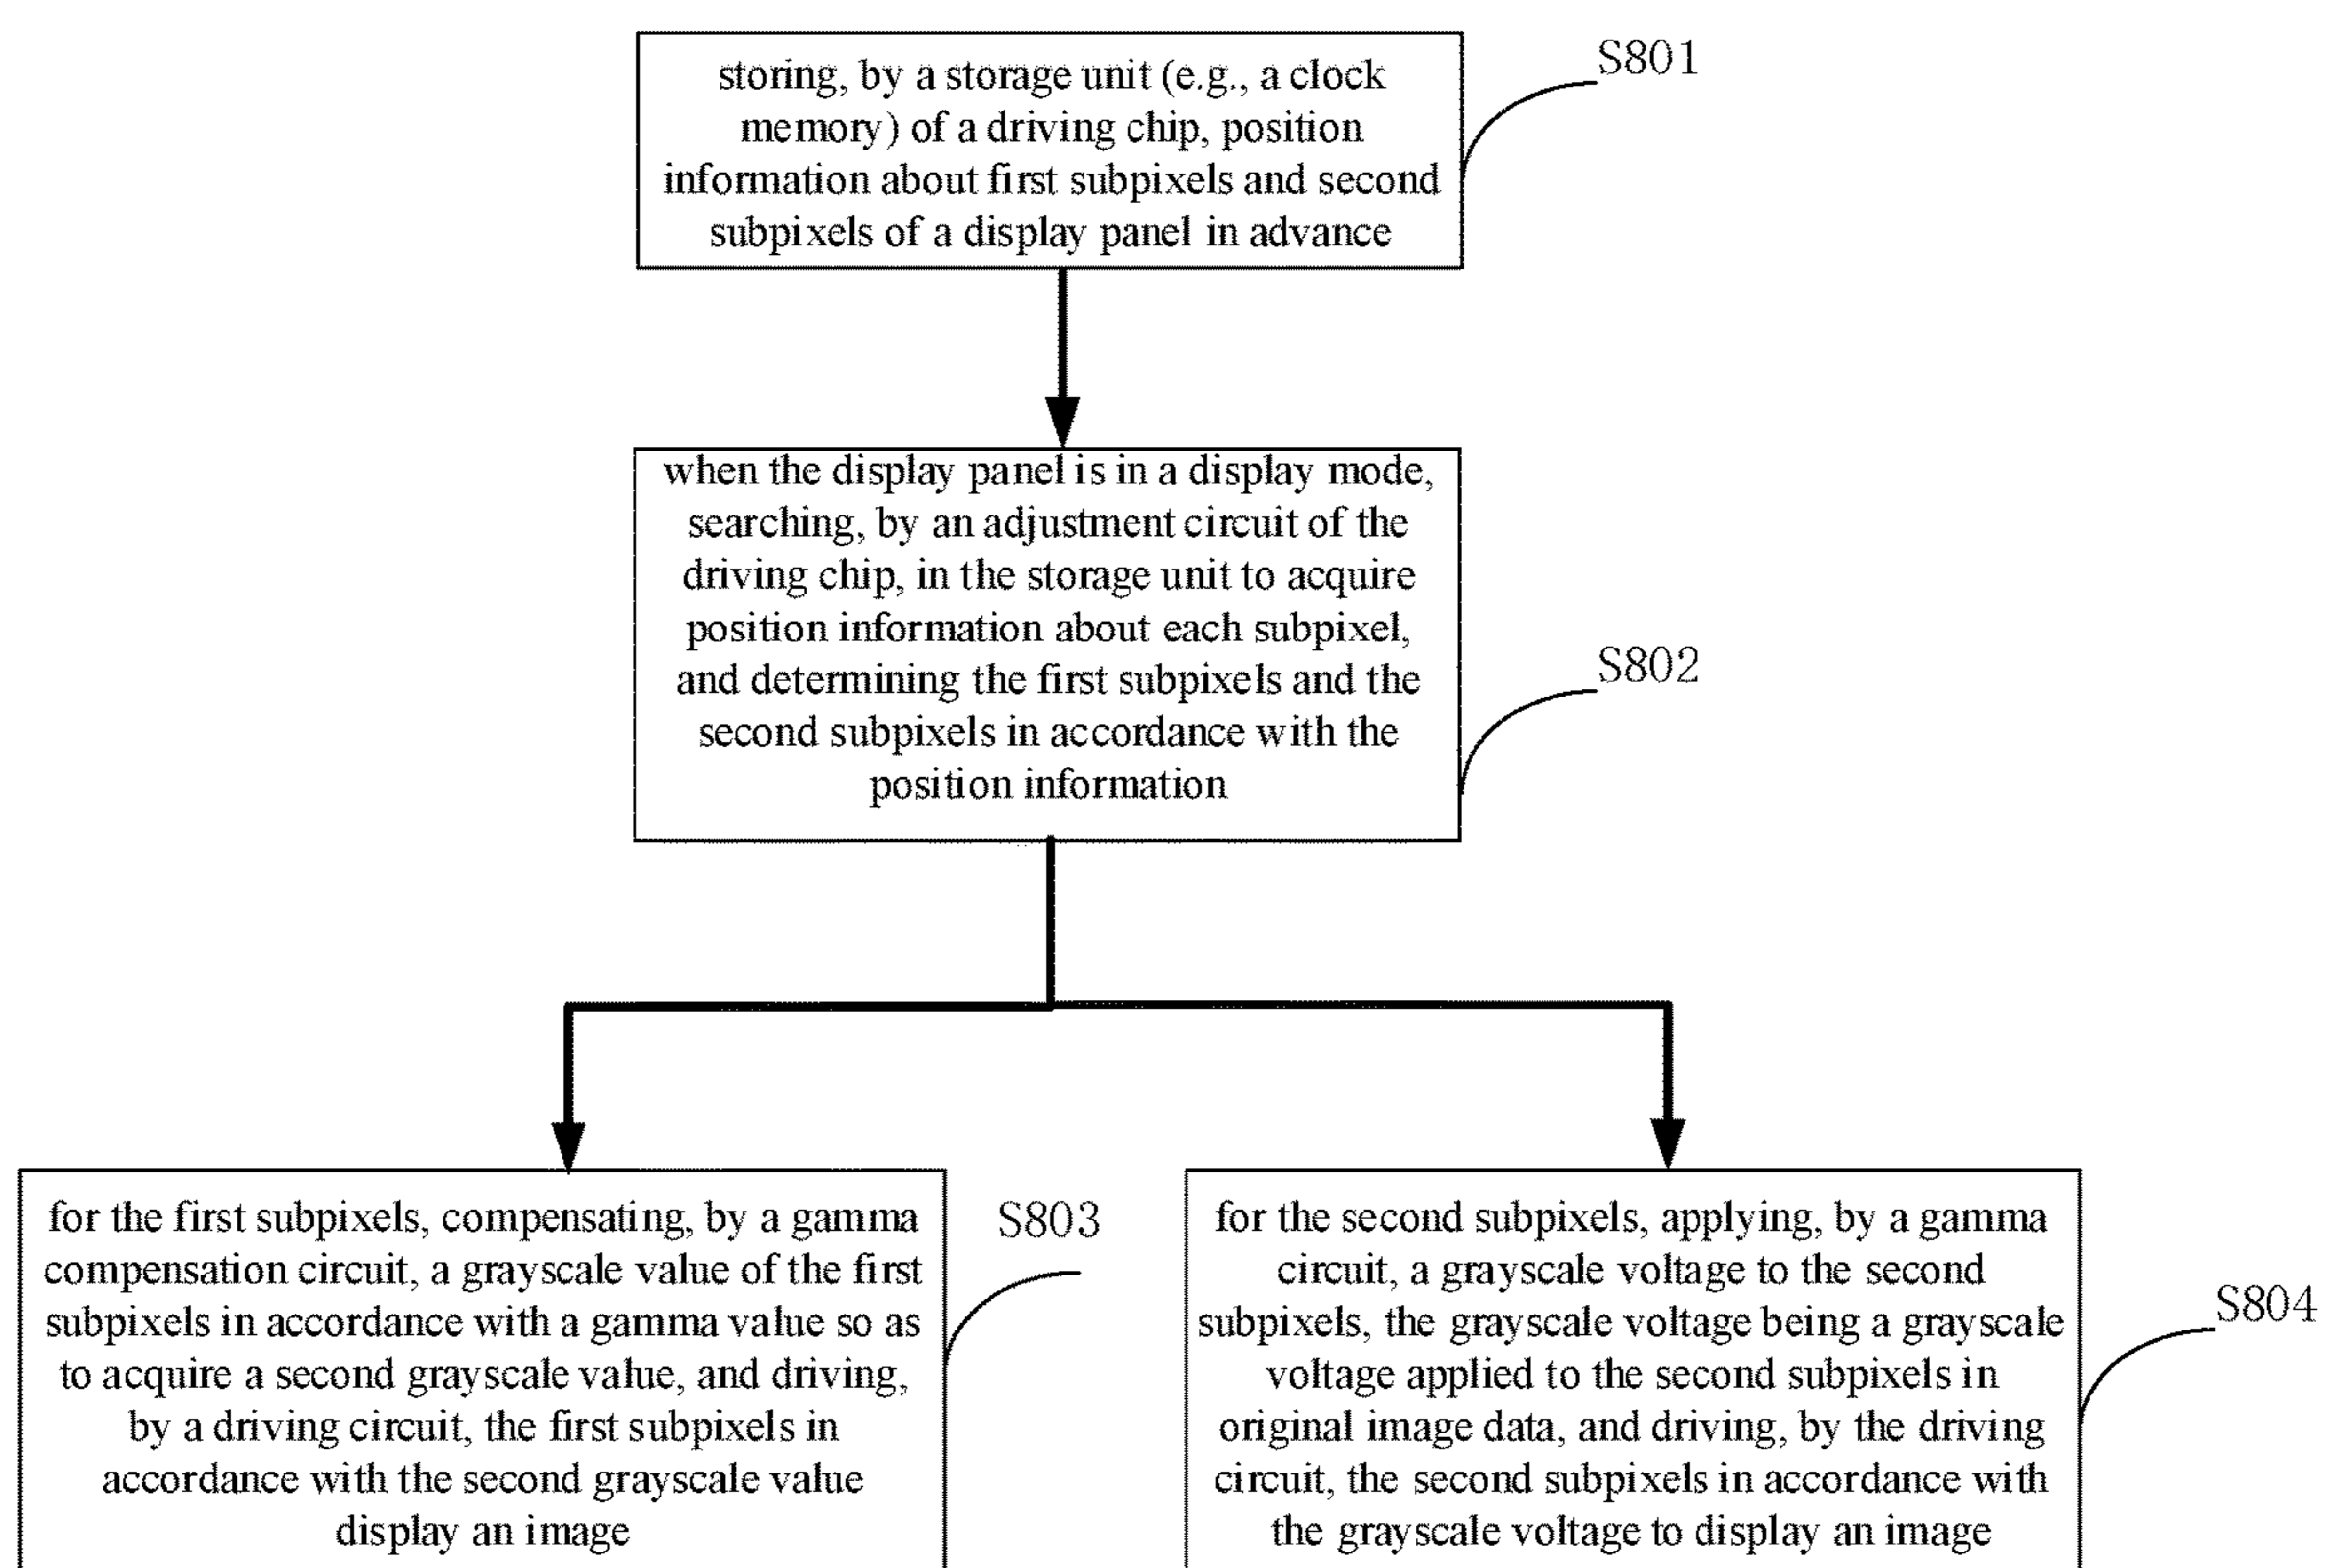 storing, by a storage unit (e.g., a clock
memory) of a driving chip, position
information about first subpixels and second
subpixels of a display panel in advance
S801
when the display panel is in a display mode,
searching, by an adjustment circuit of the
driving chip, in the storage unit to acquire
position information about each subpixel,
and determining the first subpixels and the
second subpixels in accordance with the
position information
S802
for the first subpixels, compensating, by a gamma
compensation circuit, a grayscale value of the first
subpixels in accordance with a gamma value so as
to acquire a second grayscale value, and driving,
by a driving circuit, the first subpixels in
accordance with the second grayscale value
display an image
S803
for the second subpixels, applying, by a gamma
circuit, a grayscale voltage to the second
subpixels, the grayscale voltage being a grayscale
voltage applied to the second subpixels in
original image data, and driving, by the driving
circuit, the second subpixels in accordance with
the grayscale voltage to display an image
S804